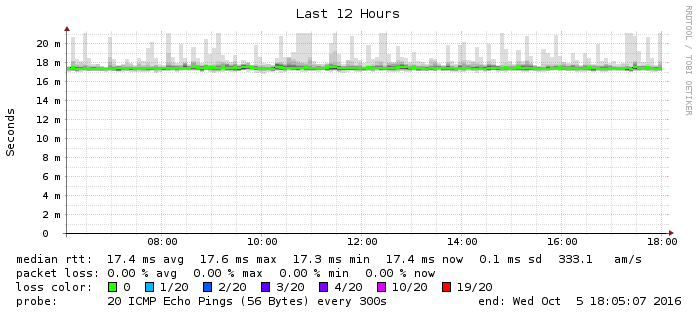 Last 12 Hours
RRDTOOL / TOBI OETIKER
Seconds
20 m
18 m
16 m
14 m
12 m
10 m
8 m
6 m
4 m
2 m
0
08:00 10:00 12:00 14:00 16:00 18:00
median rtt: 17.4 ms avg 17.6 ms max 17.3 ms min 17.4 ms now 0.1 ms sd 333.1 am/s
packet loss: 0.00 % avg 0.00 % max 0.00 % min 0.00 % now
loss color: 0 1/20 2/20 3/20 4/20 10/20 19/20
probe: 20 ICMP Echo Pings (56 Bytes) every 300s end: Wed Oct 5 18:05:07 2016